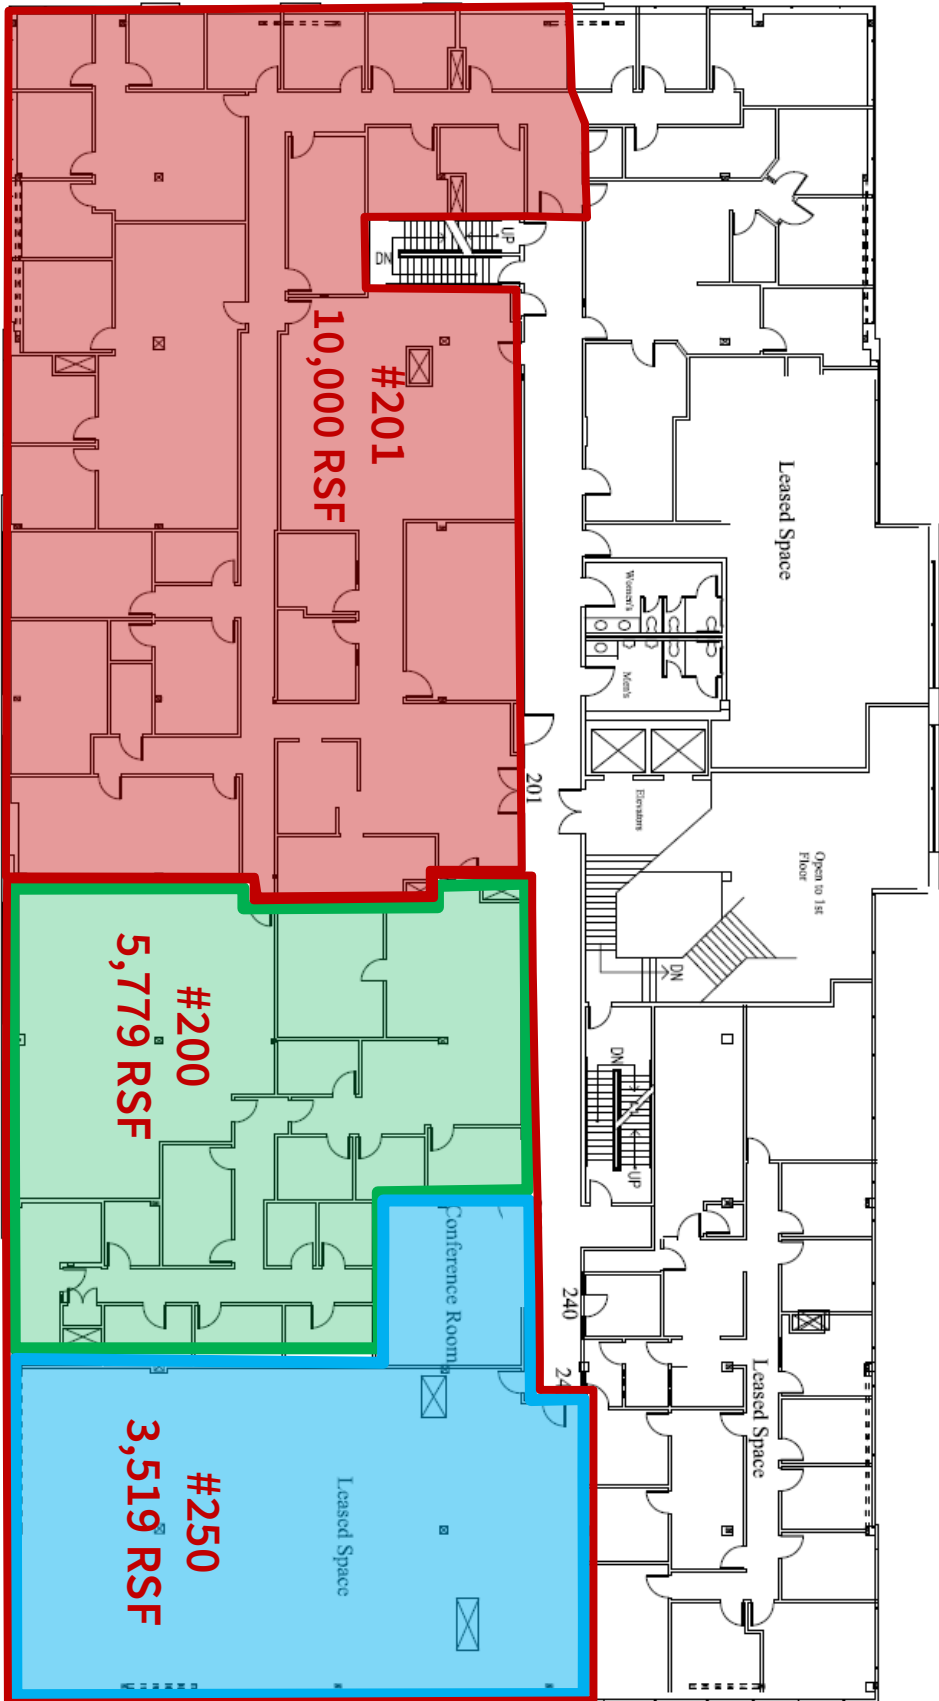 UP
DN
#201
10,000 RSF
Leased Space
Women's
Men's
201
Elevators
Open to 1st
Floor
DN
#200
5,779 RSF
DN
UP
Conference Room
240
24
Leased Space
#250
3,519 RSF
Leased Space